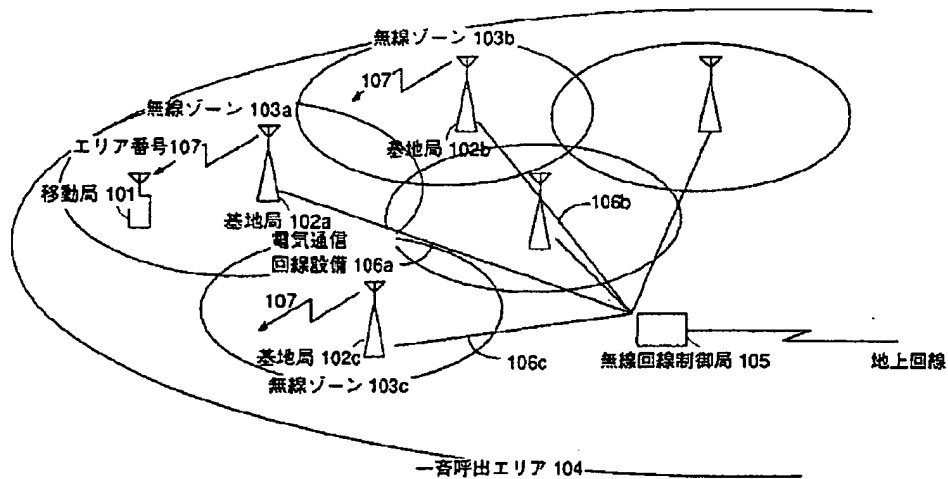 無線ゾーン 103b
107
無線ゾーン 103a
エリア番号107
基地局 102b
移動局 101
106b
基地局 102a
電気通信
回線設備 106a
107
基地局 102c
106c
無線回線制御局 105
地上回線
無線ゾーン 103c
一斉呼出エリア 104